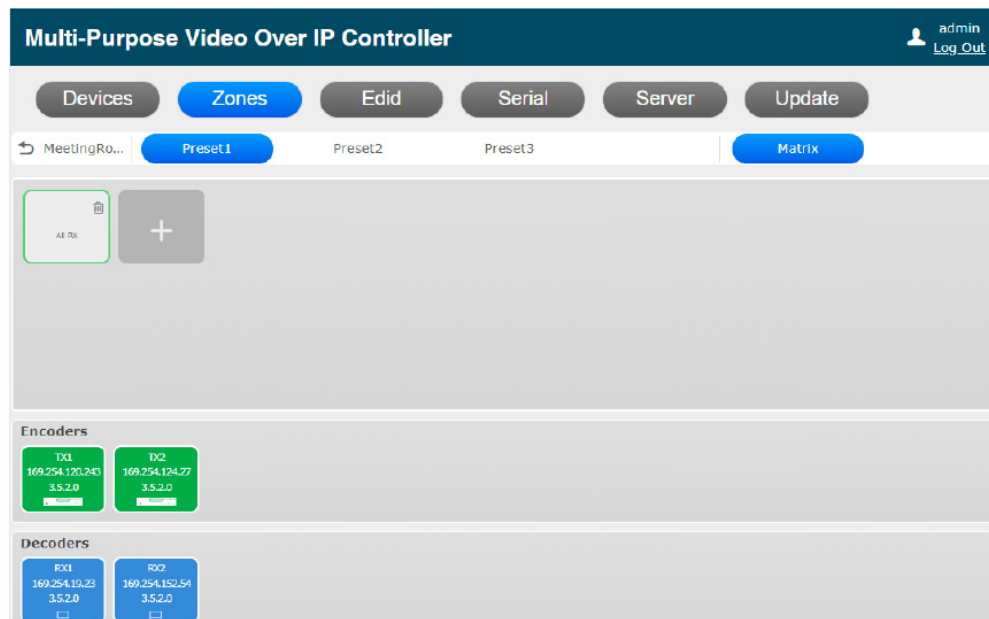 Multi-Purpose Video Over IP Controller
admin
Log Out
Devices Zones Edid Serial Server Update
MeetingRo... Preset1 Preset2 Preset3 Matrix
All RX
Encoders
TX1 TX2
169.254.120.243 169.254.124.27
3.5.2.0 3.5.2.0
Decoders
RX1 RX2
169.254.19.23 169.254.152.54
3.5.2.0 3.5.2.0